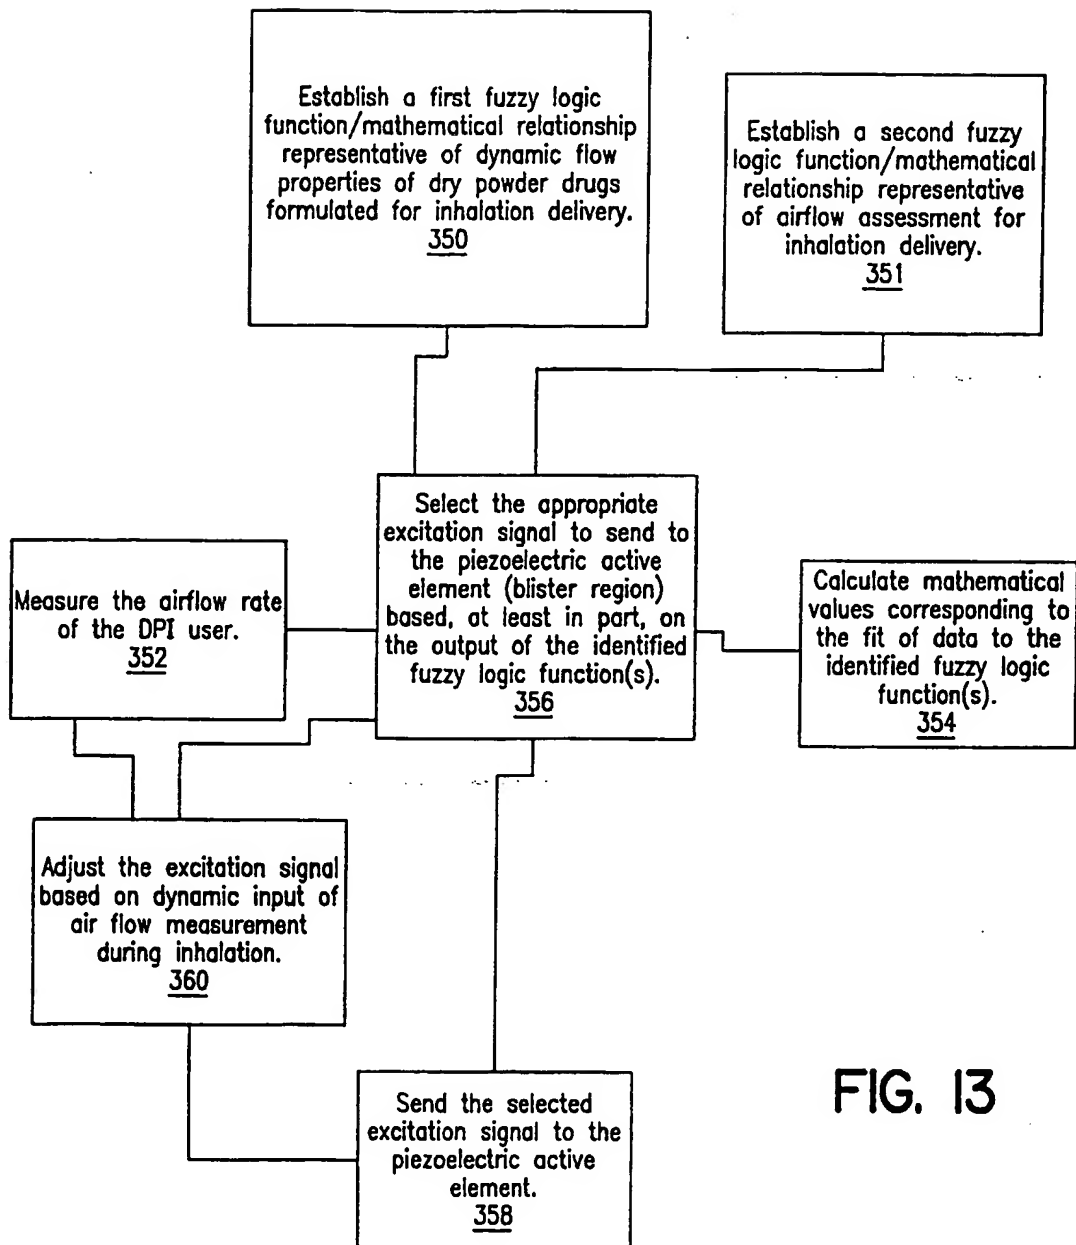 Establish a first fuzzy logic
function/mathematical relationship
representative of dynamic flow
properties of dry powder drugs
formulated for inhalation delivery.
350
Establish a second fuzzy
logic function/mathematical
relationship representative
of airflow assessment for
inhalation delivery.
351
Select the appropriate
excitation signal to send to
the piezoelectric active
element (blister region)
based, at least in part, on
the output of the identified
fuzzy logic function(s).
356
Measure the airflow rate
of the DPI user.
352
Calculate mathematical
values corresponding to
the fit of data to the
identified fuzzy logic
function(s).
354
Adjust the excitation signal
based on dynamic input of
air flow measurement
during inhalation.
360
Send the selected
excitation signal to the
piezoelectric active
element.
358
FIG. 13